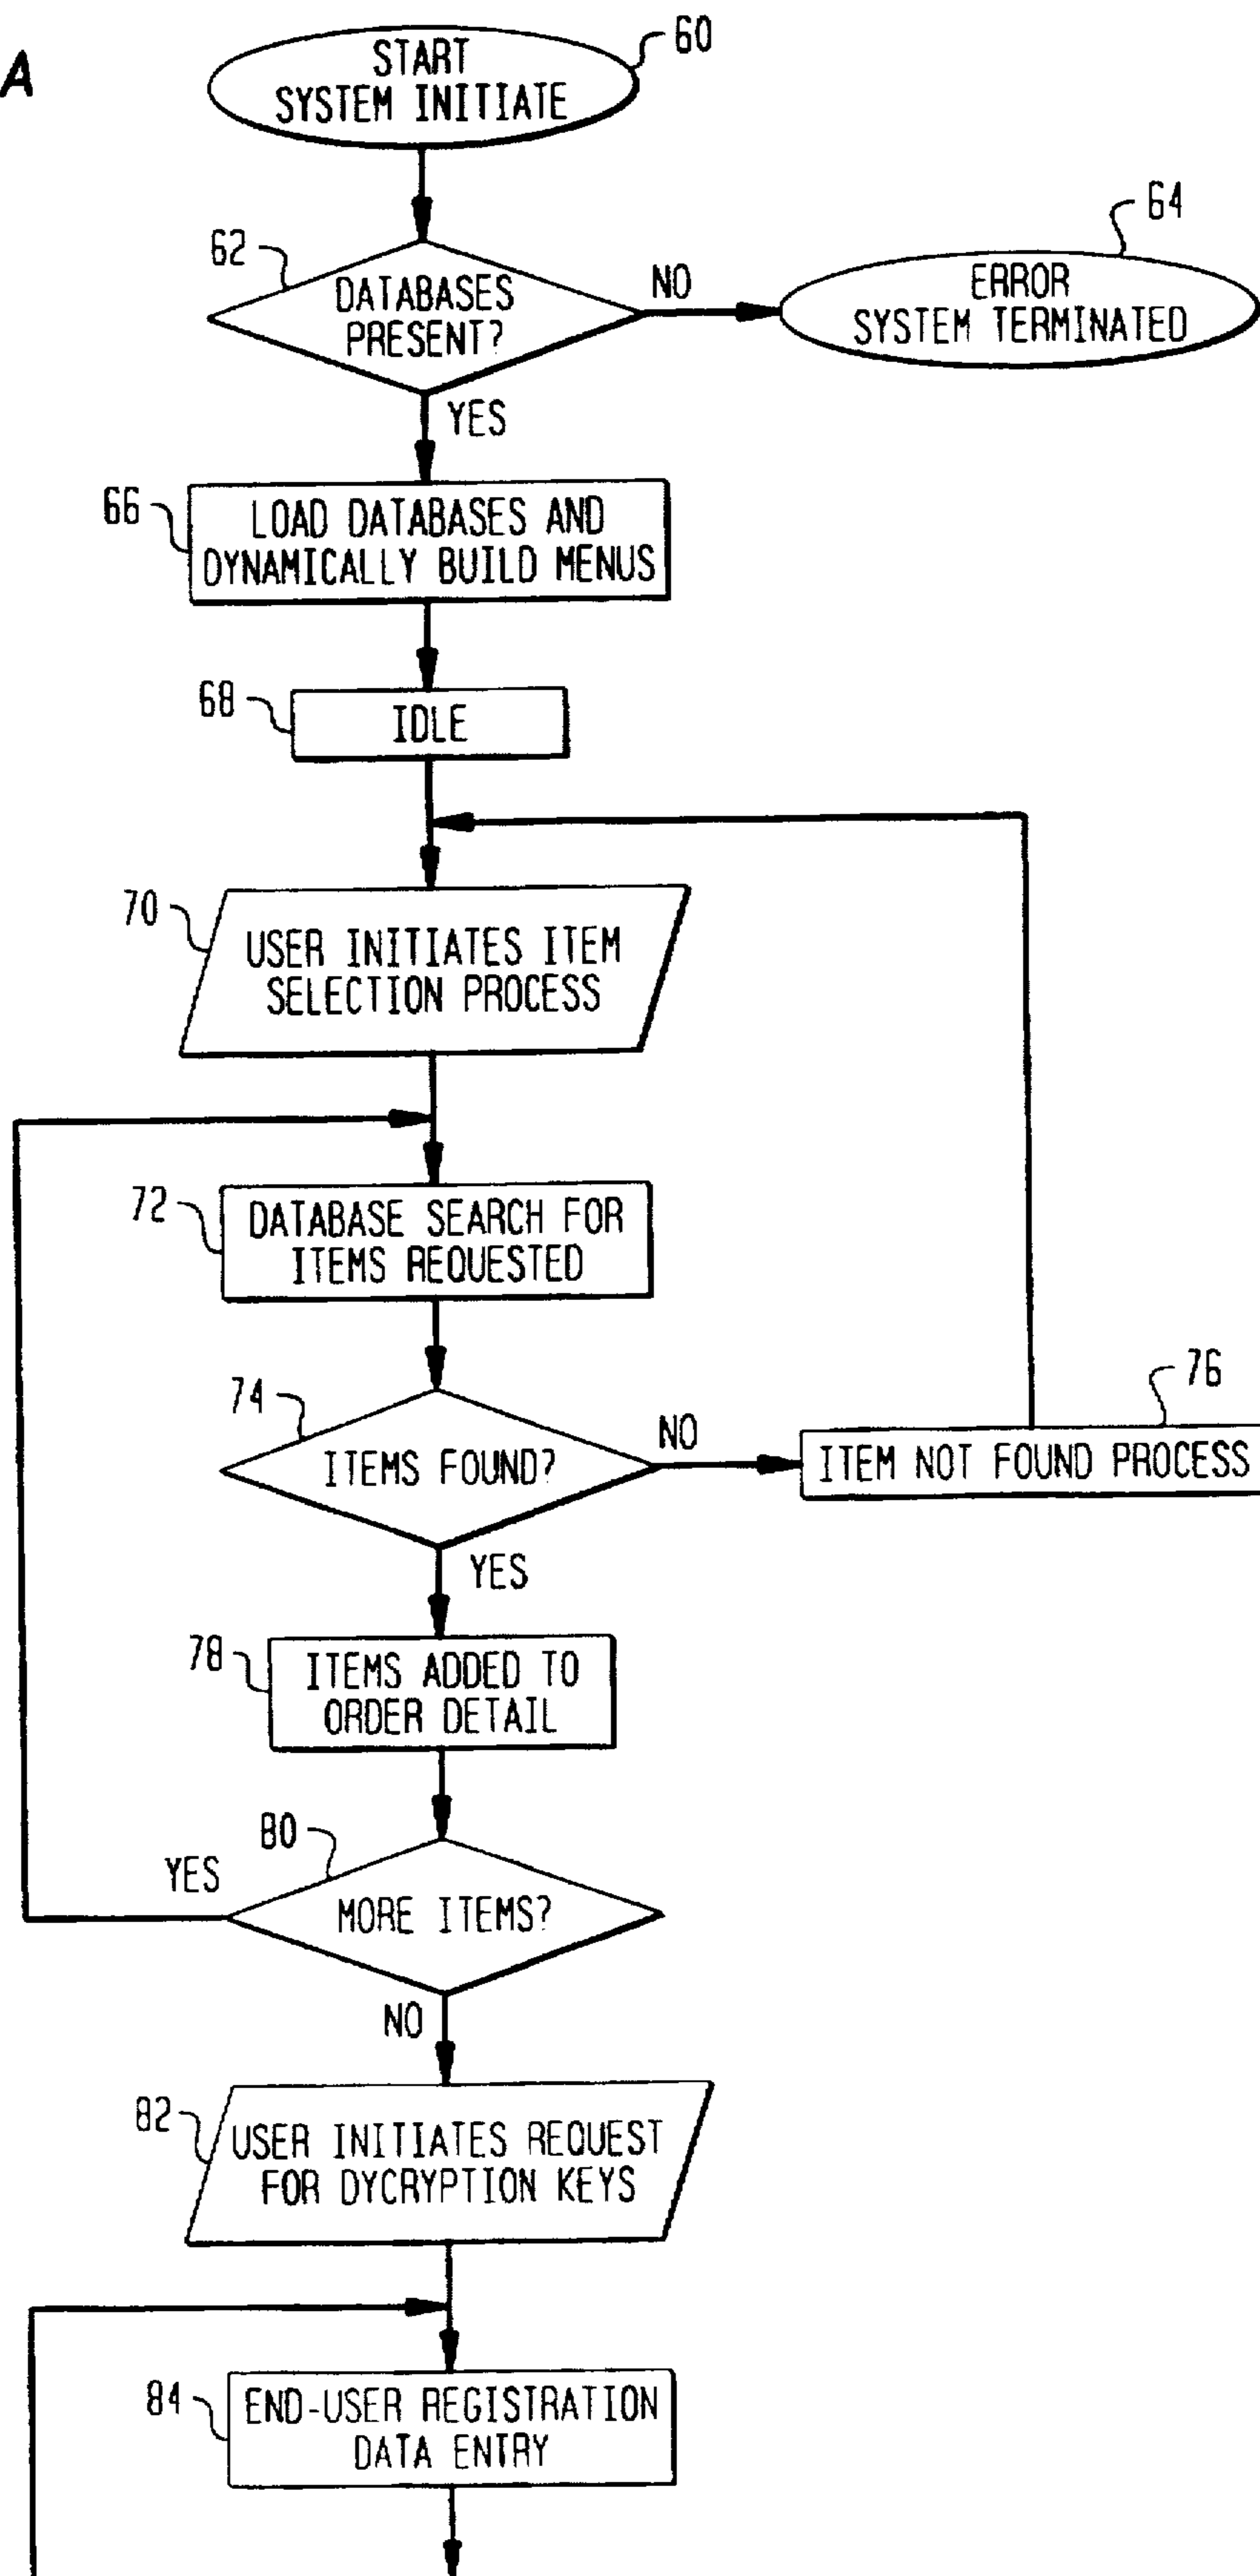 A
START
SYSTEM INITIATE
60
62
DATABASES
PRESENT?
NO
64
ERROR
SYSTEM TERMINATED
YES
66
LOAD DATABASES AND
DYNAMICALLY BUILD MENUS
68
IDLE
70
USER INITIATES ITEM
SELECTION PROCESS
72
DATABASE SEARCH FOR
ITEMS REQUESTED
74
ITEMS FOUND?
NO
76
ITEM NOT FOUND PROCESS
YES
78
ITEMS ADDED TO
ORDER DETAIL
80
YES
MORE ITEMS?
NO
82
USER INITIATES REQUEST
FOR DYCRYPTION KEYS
84
END-USER REGISTRATION
DATA ENTRY